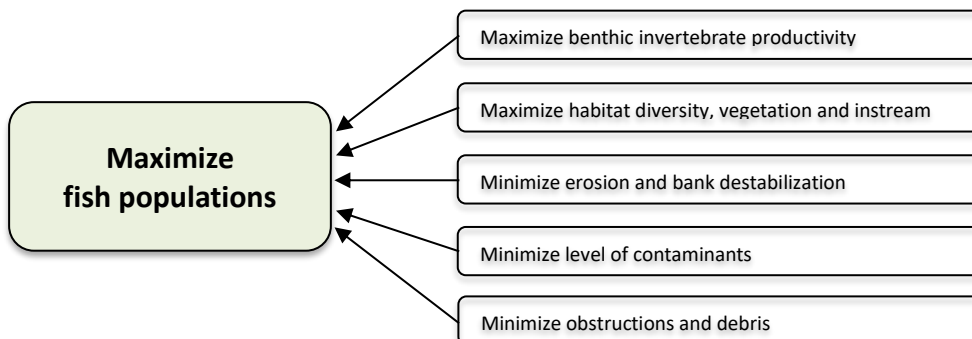 Maximize
fish populations
Maximize benthic invertebrate productivity
Maximize habitat diversity, vegetation and instream
Minimize erosion and bank destabilization
Minimize level of contaminants
Minimize obstructions and debris